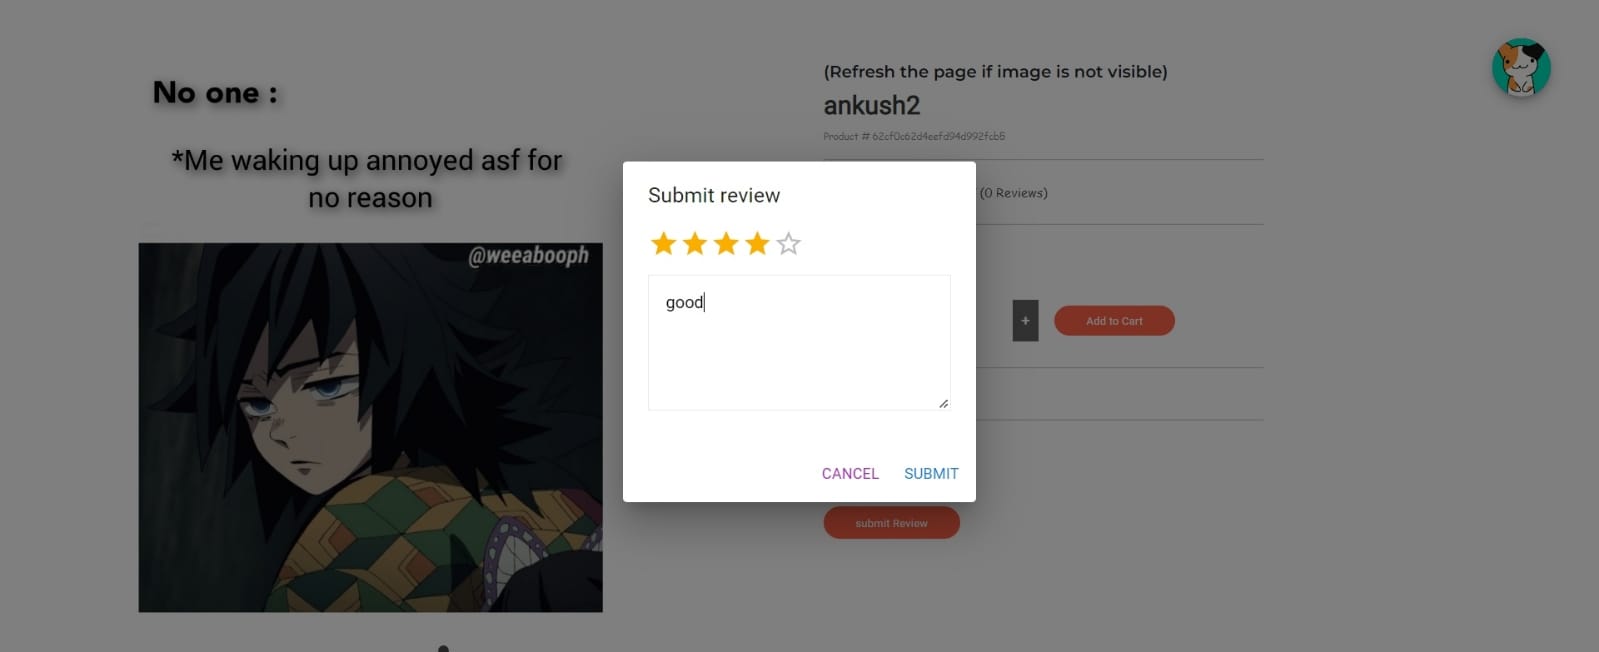 No one :
*Me waking up annoyed asf for
no reason
@weeabooph
(Refresh the page if image is not visible)
ankush2
Product # 62cf0c62d4eefd94d992fcb5
(0 Reviews)
+
Add to Cart
submit Review
Submit review
good
CANCEL
SUBMIT